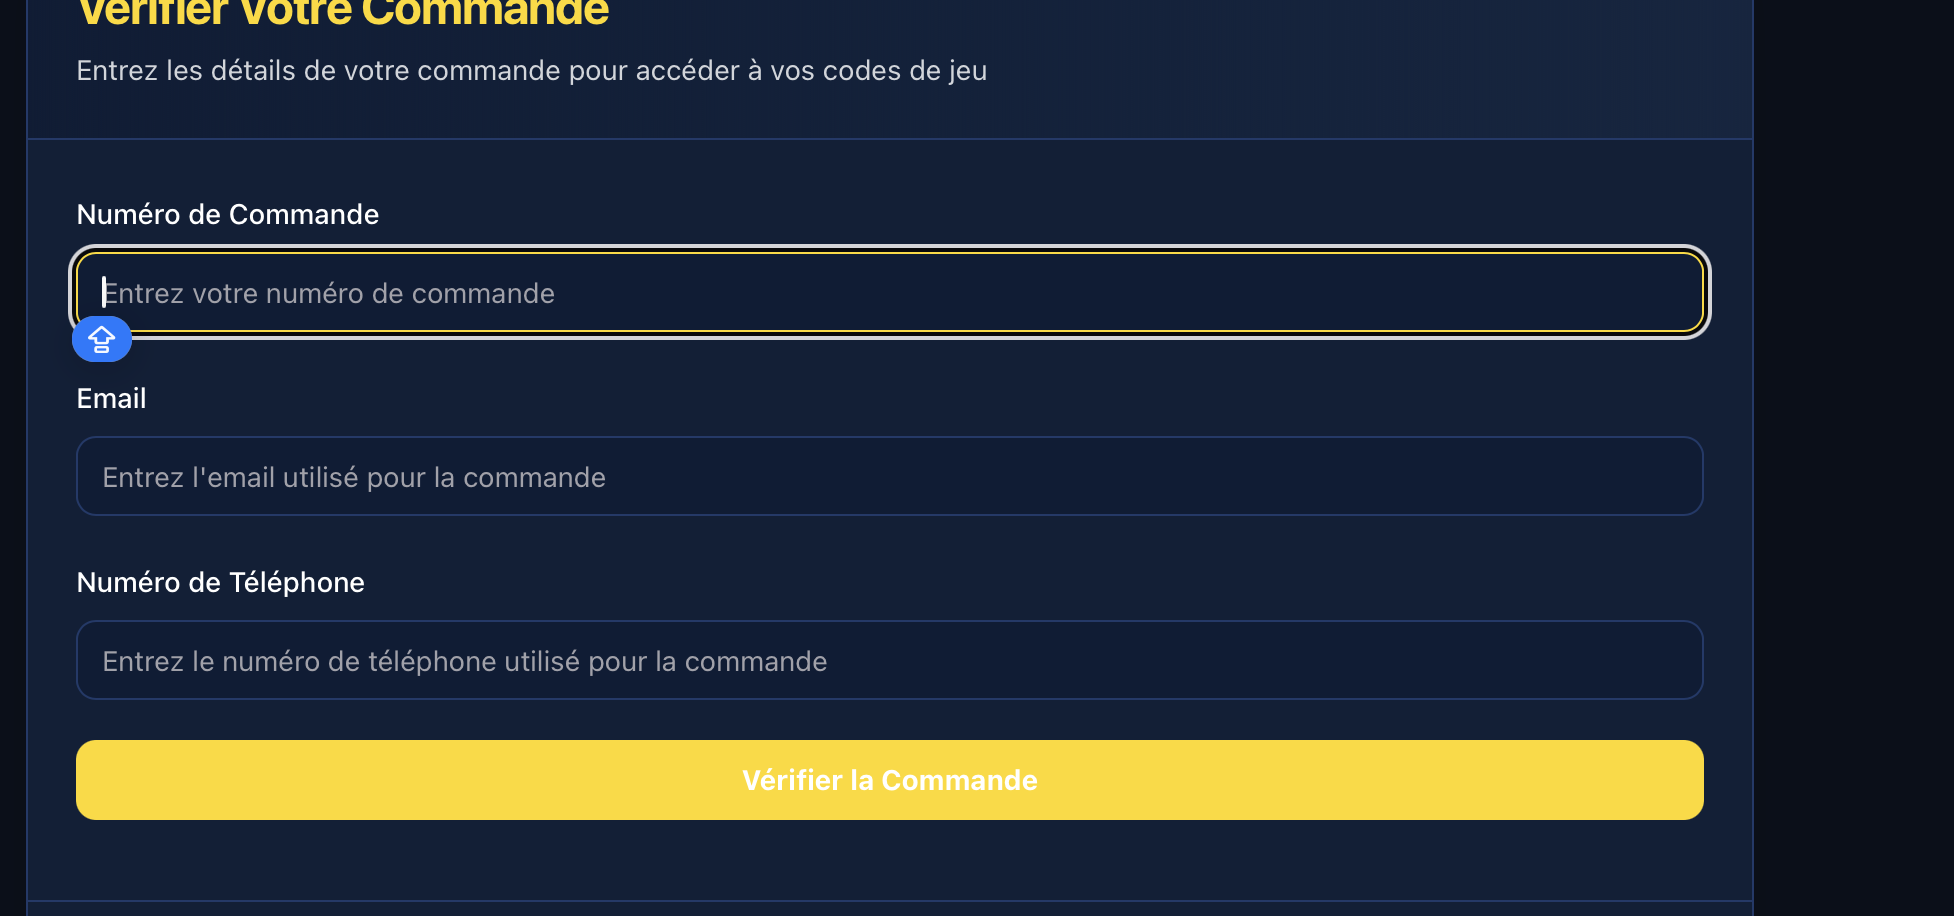 Vérifier Votre Commande
Entrez les détails de votre commande pour accéder à vos codes de jeu
Numéro de Commande
Entrez votre numéro de commande
Email
Entrez l'email utilisé pour la commande
Numéro de Téléphone
Entrez le numéro de téléphone utilisé pour la commande
Vérifier la Commande